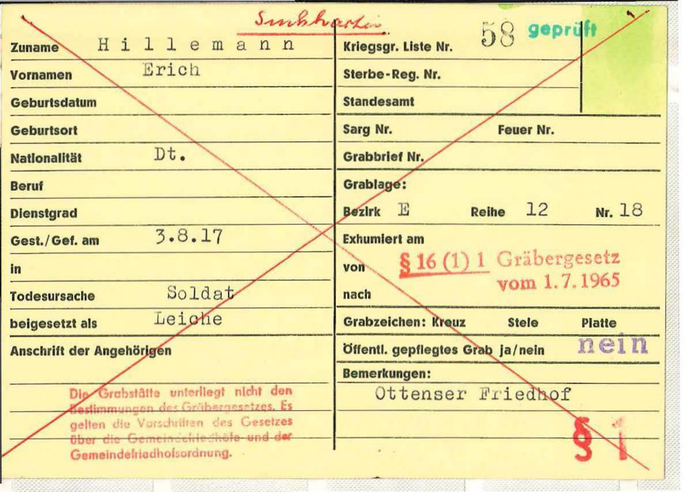 Suchkartei
Zuname Hillemann
Vornamen Erich
Geburtsdatum
Geburtsort
Nationalität Dt.
Beruf
Dienstgrad
Gest./Gef. am 3.8.17
in
Todesursache Soldat
beigesetzt als Leiche
Anschrift der Angehörigen
Die Grabstätte unterliegt nicht den
Bestimmungen des Gräbergesetzes. Es
gelten die Vorschriften des Gesetzes
über die Gemeindefriedhöfe und der
Gemeindefriedhofsordnung.
Kriegsgr. Liste Nr. 58 geprüft
Sterbe-Reg. Nr.
Standesamt
Sarg Nr. Feuer Nr.
Grabbrief Nr.
Grablage:
Bezirk E Reihe 12 Nr. 18
Exhumiert am
von § 16 (1) 1 Gräbergesetz
vom 1.7.1965
nach
Grabzeichen: Kreuz Stele Platte
Öffentl. gepflegtes Grab ja/nein nein
Bemerkungen:
Ottenser Friedhof
§ 1